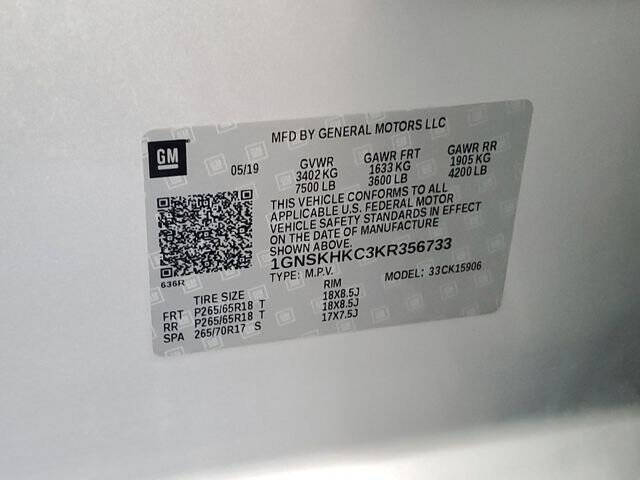 MFD BY GENERAL MOTORS LLC
GM
05/19
GVWR GAWR FRT GAWR RR
3402 KG 1633 KG 1905 KG
7500 LB 3600 LB 4200 LB
THIS VEHICLE CONFORMS TO ALL
APPLICABLE U.S. FEDERAL MOTOR
VEHICLE SAFETY STANDARDS IN EFFECT
ON THE DATE OF MANUFACTURE
SHOWN ABOVE.
1GNSKHKC3KR356733
636R
TYPE: M.P.V. MODEL: 33CK15906
TIRE SIZE RIM
FRT P265/65R18 T 18X8.5J
RR P265/65R18 T 18X8.5J
SPA 265/70R17 S 17X7.5J